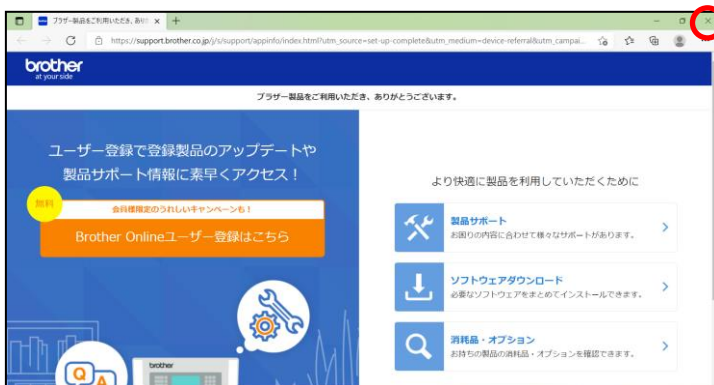 ブラザー製品をご利用いただき、あり
https://support.brother.co.jp/j/s/support/appinfo/index.html?utm_source=set-up-complete&utm_medium=device-referral&utm_campai...
brother
at your side
ブラザー製品をご利用いただき、ありがとうございます。
ユーザー登録で登録製品のアップデートや
製品サポート情報に素早くアクセス！
無料
会員様限定のうれしいキャンペーンも！
Brother Onlineユーザー登録はこちら
Q
A
brother
より快適に製品を利用していただくために
製品サポート
お困りの内容に合わせて様々なサポートがあります。
ソフトウェアダウンロード
必要なソフトウェアをまとめてインストールできます。
消耗品・オプション
お持ちの製品の消耗品・オプションを確認できます。